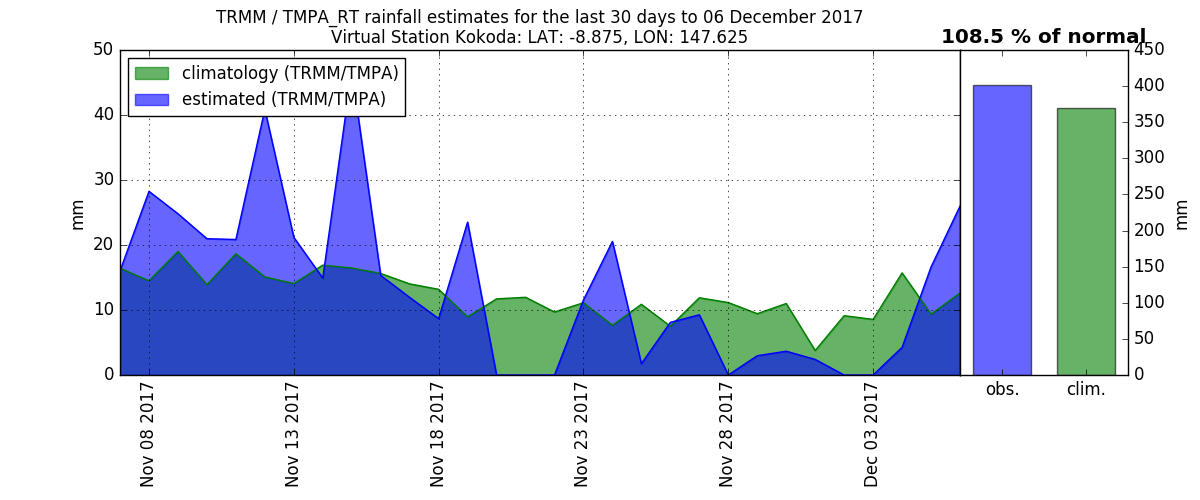 TRMM / TMPA_RT rainfall estimates for the last 30 days to 06 December 2017
Virtual Station Kokoda: LAT: -8.875, LON: 147.625
108.5 % of normal
climatology (TRMM/TMPA)
estimated (TRMM/TMPA)
50
40
30
20
10
0
mm
Nov 08 2017
Nov 13 2017
Nov 18 2017
Nov 23 2017
Nov 28 2017
Dec 03 2017
obs.
clim.
450
400
350
300
250
200
150
100
50
0
mm